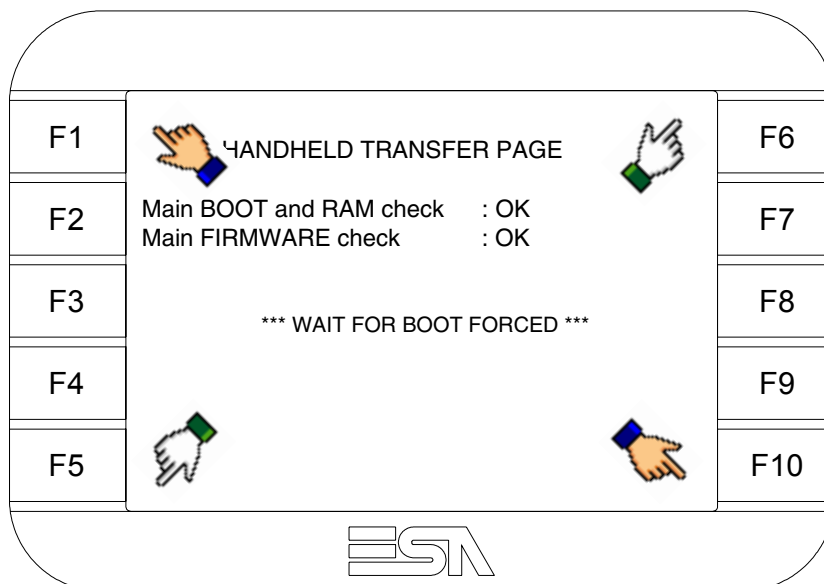 F1
HANDHELD TRANSFER PAGE
F6
F2
Main BOOT and RAM check : OK
F7
Main FIRMWARE check : OK
F3
*** WAIT FOR BOOT FORCED ***
F8
F4
F9
F5
F10
ESA